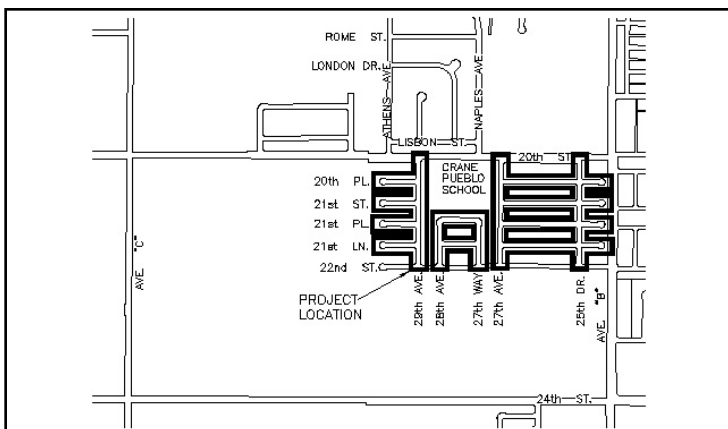 ROME ST.
LONDON DR.
ATHENS AVE.
NAPLES AVE.
LISBON ST.
20th ST.
CRANE
PUEBLO
SCHOOL
20th PL.
21st ST.
21st PL.
21st LN.
22nd ST.
AVE. "C"
PROJECT
LOCATION
29th AVE.
28th AVE.
27th WAY
27th AVE.
25th DR.
AVE. "B"
24th ST.